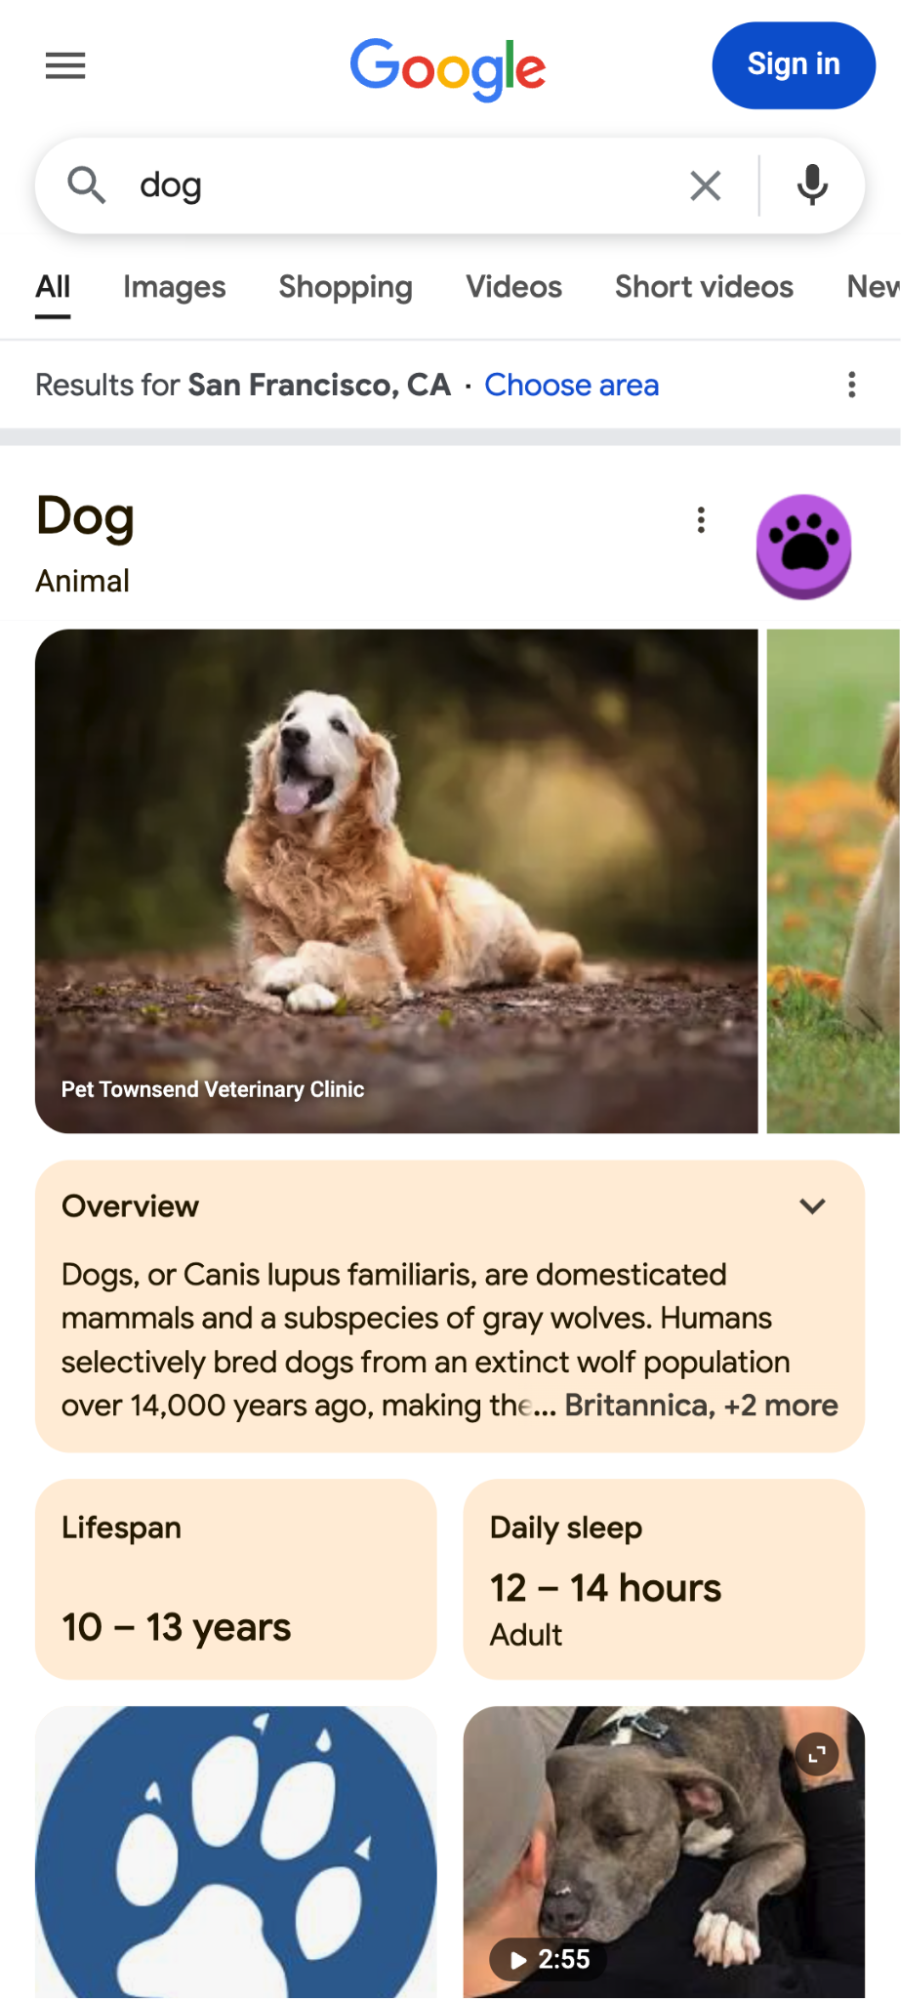 Google
Sign in
dog
All Images Shopping Videos Short videos New
Results for San Francisco, CA · Choose area
Dog
Animal
Pet Townsend Veterinary Clinic
Overview
Dogs, or Canis lupus familiaris, are domesticated
mammals and a subspecies of gray wolves. Humans
selectively bred dogs from an extinct wolf population
over 14,000 years ago, making the... Britannica, +2 more
Lifespan
10 – 13 years
Daily sleep
12 – 14 hours
Adult
2:55